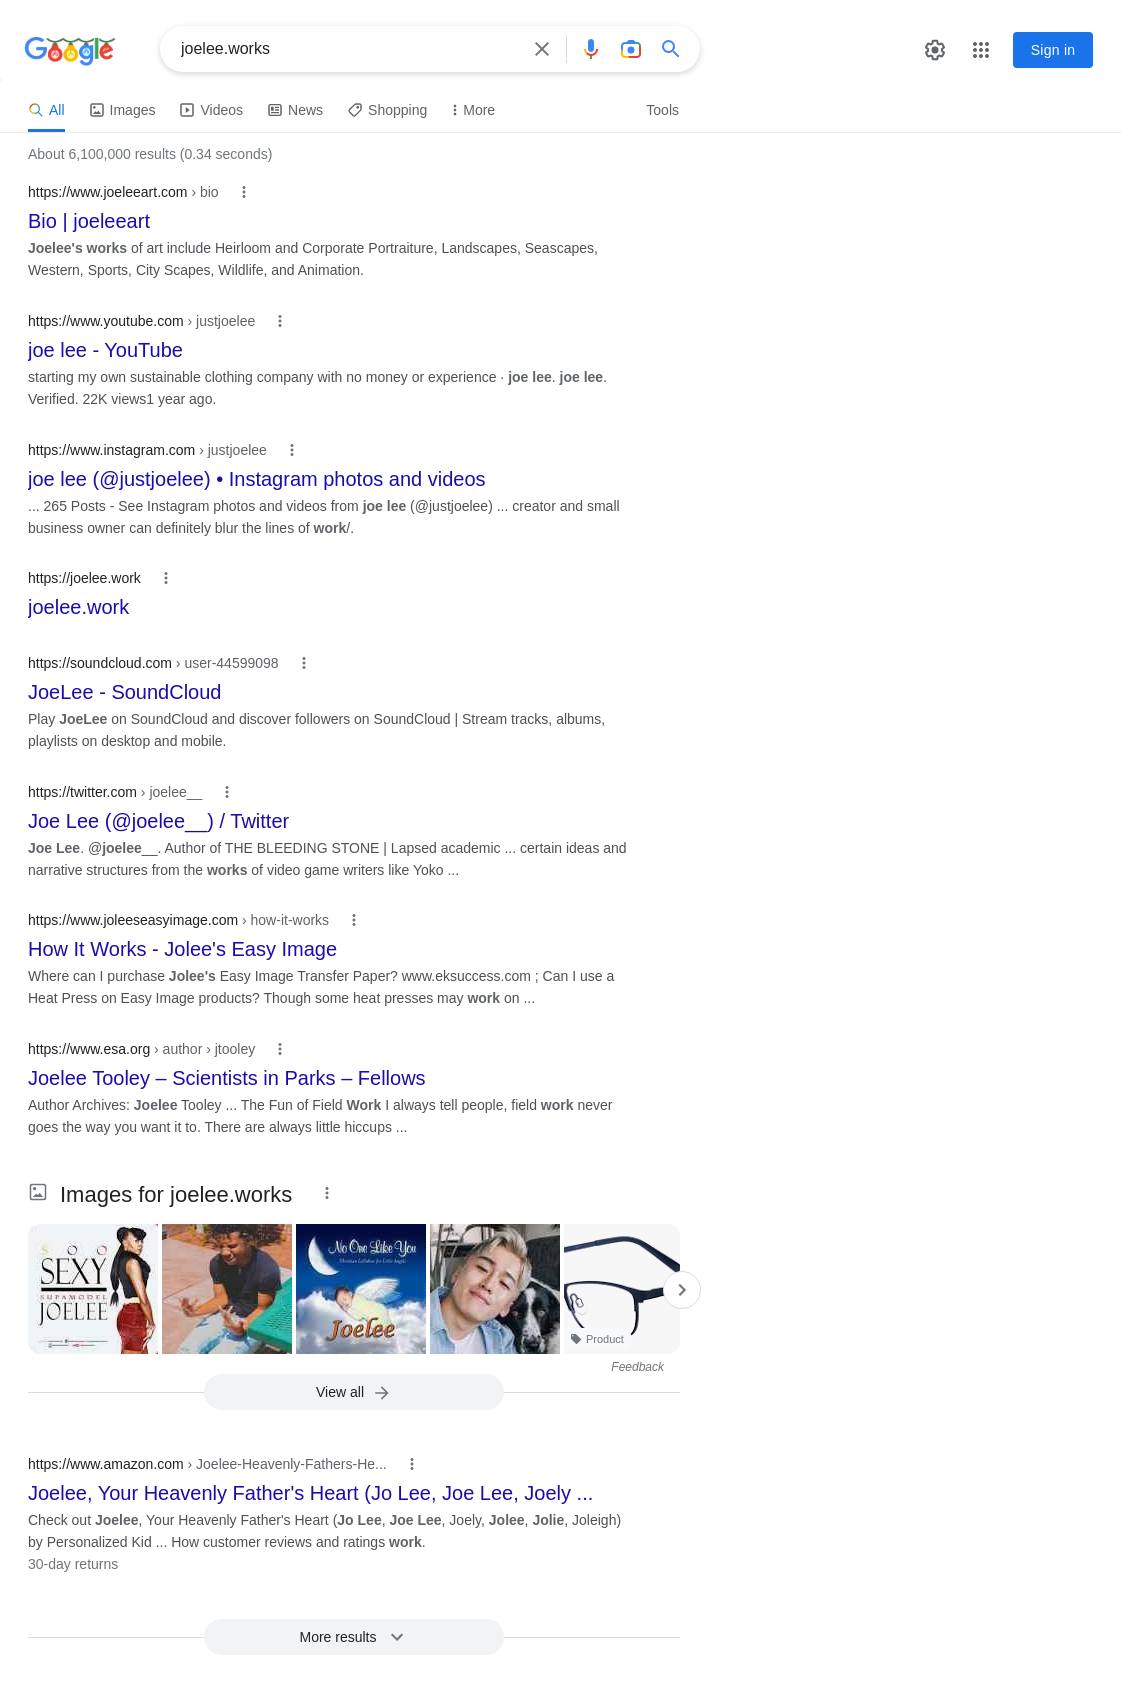 Google
joelee.works
Sign in
All
Images
Videos
News
Shopping
More
Tools
About 6,100,000 results (0.34 seconds)
https://www.joeleeart.com › bio
Bio | joeleeart
Joelee's works of art include Heirloom and Corporate Portraiture, Landscapes, Seascapes,
Western, Sports, City Scapes, Wildlife, and Animation.
https://www.youtube.com › justjoelee
joe lee - YouTube
starting my own sustainable clothing company with no money or experience · joe lee. joe lee.
Verified. 22K views1 year ago.
https://www.instagram.com › justjoelee
joe lee (@justjoelee) • Instagram photos and videos
... 265 Posts - See Instagram photos and videos from joe lee (@justjoelee) ... creator and small
business owner can definitely blur the lines of work/.
https://joelee.work
joelee.work
https://soundcloud.com › user-44599098
JoeLee - SoundCloud
Play JoeLee on SoundCloud and discover followers on SoundCloud | Stream tracks, albums,
playlists on desktop and mobile.
https://twitter.com › joelee__
Joe Lee (@joelee__) / Twitter
Joe Lee. @joelee__. Author of THE BLEEDING STONE | Lapsed academic ... certain ideas and
narrative structures from the works of video game writers like Yoko ...
https://www.joleeseasyimage.com › how-it-works
How It Works - Jolee's Easy Image
Where can I purchase Jolee's Easy Image Transfer Paper? www.eksuccess.com ; Can I use a
Heat Press on Easy Image products? Though some heat presses may work on ...
https://www.esa.org › author › jtooley
Joelee Tooley – Scientists in Parks – Fellows
Author Archives: Joelee Tooley ... The Fun of Field Work I always tell people, field work never
goes the way you want it to. There are always little hiccups ...
Images for joelee.works
SOO
SEXY
SUPAMODEL
JOELEE
No One Like You
Christian Lullabies for Little Angels
Joelee
Product
Feedback
View all
https://www.amazon.com › Joelee-Heavenly-Fathers-He...
Joelee, Your Heavenly Father's Heart (Jo Lee, Joe Lee, Joely ...
Check out Joelee, Your Heavenly Father's Heart (Jo Lee, Joe Lee, Joely, Jolee, Jolie, Joleigh)
by Personalized Kid ... How customer reviews and ratings work.
30-day returns
More results